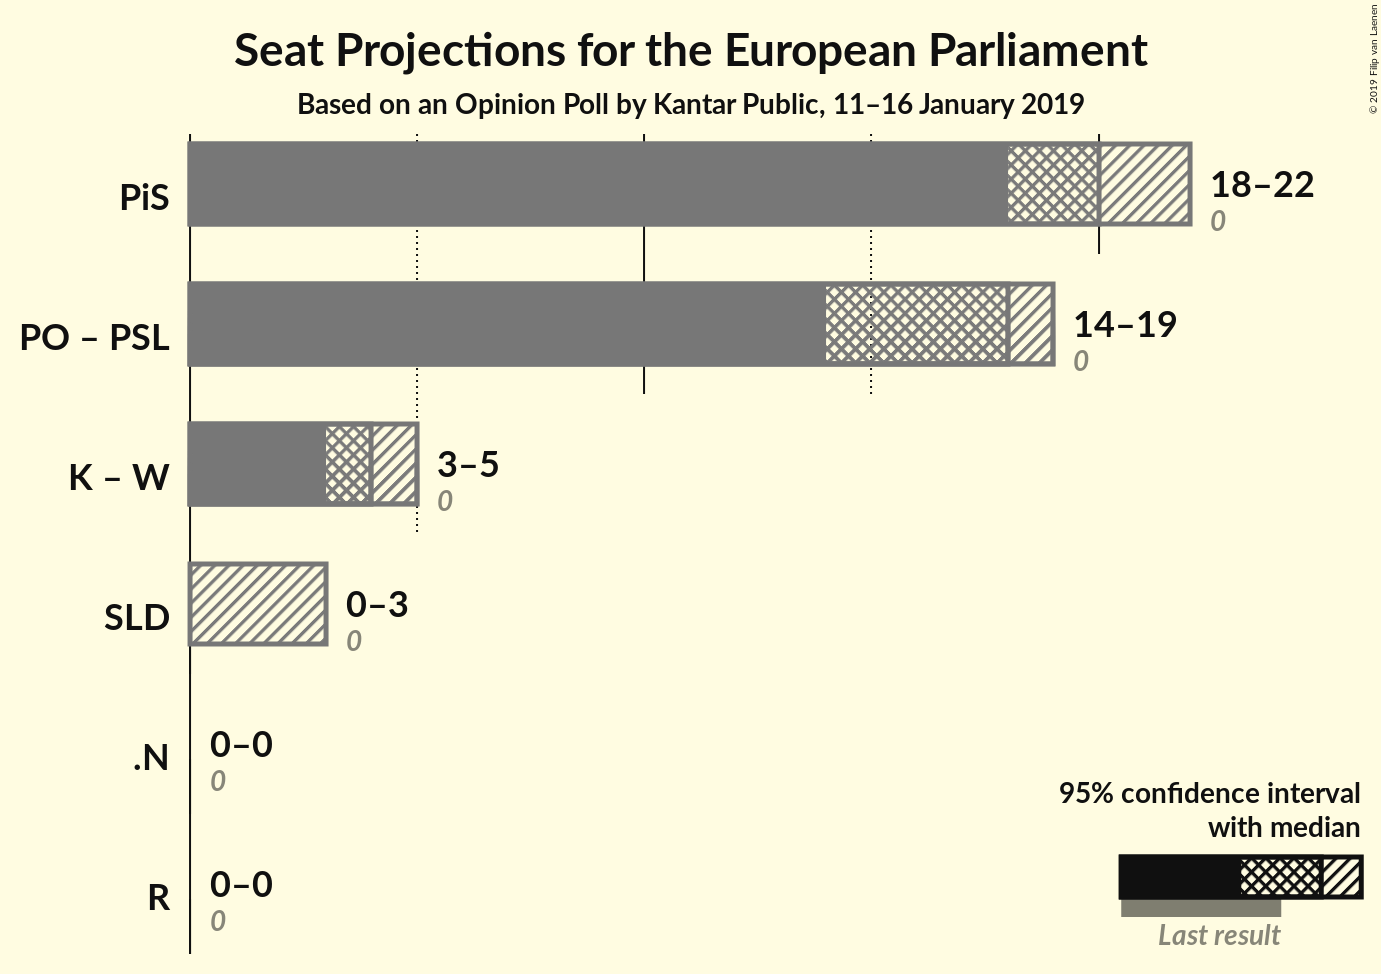 Seat Projections for the European Parliament
Based on an Opinion Poll by Kantar Public, 11–16 January 2019
© 2019 Filip van Laenen
PiS
18–22
0
PO – PSL
14–19
0
K – W
3–5
0
SLD
0–3
0
.N
0–0
0
R
0–0
0
95% confidence interval
with median
Last result